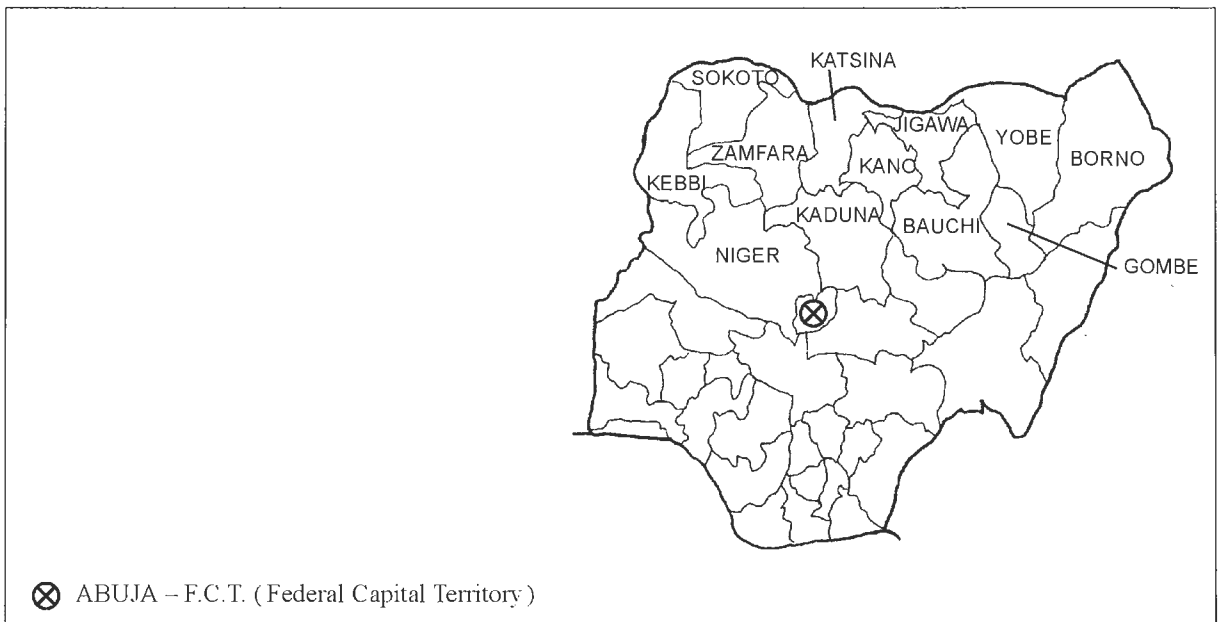 KATSINA
SOKOTO
JIGAWA
YOBE
ZAMFARA
KANO
BORNO
KEBBI
KADUNA
BAUCHI
NIGER
GOMBE
ABUJA – F.C.T. ( Federal Capital Territory )